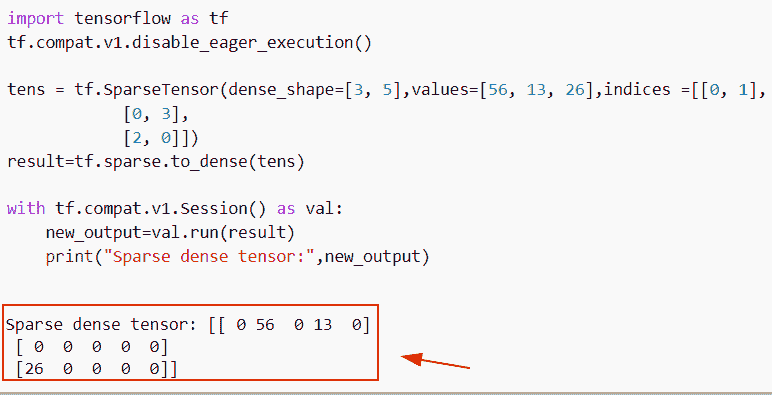 import tensorflow as tf
tf.compat.v1.disable_eager_execution()
tens = tf.SparseTensor(dense_shape=[3, 5],values=[56, 13, 26],indices =[[0, 1],
            [0, 3],
            [2, 0]])
result=tf.sparse.to_dense(tens)
with tf.compat.v1.Session() as val:
    new_output=val.run(result)
    print("Sparse dense tensor:",new_output)
Sparse dense tensor: [[ 0 56  0 13  0]
 [ 0  0  0  0  0]
 [26  0  0  0  0]]